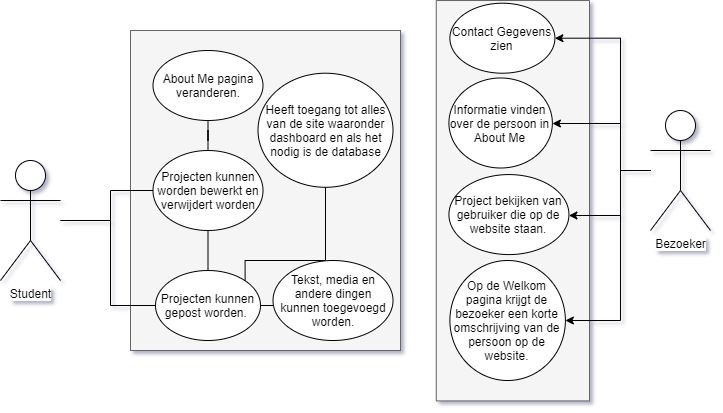 About Me pagina
veranderen.
Heeft toegang tot alles
van de site waaronder
dashboard en als het
nodig is de database
Projecten kunnen
worden bewerkt en
verwijdert worden.
Projecten kunnen
gepost worden.
Tekst, media en
andere dingen
kunnen toegevoegd
worden.
Student
Contact Gegevens
zien
Informatie vinden
over de persoon in
About Me
Project bekijken van
gebruiker die op de
website staan.
Op de Welkom
pagina krijgt de
bezoeker een korte
omschrijving van de
persoon op de
website.
Bezoeker